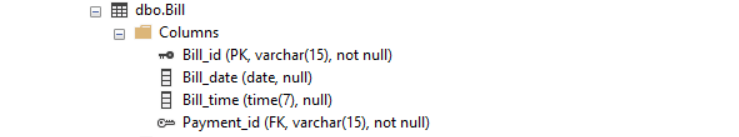 dbo.Bill
Columns
Bill_id (PK, varchar(15), not null)
Bill_date (date, null)
Bill_time (time(7), null)
Payment_id (FK, varchar(15), not null)